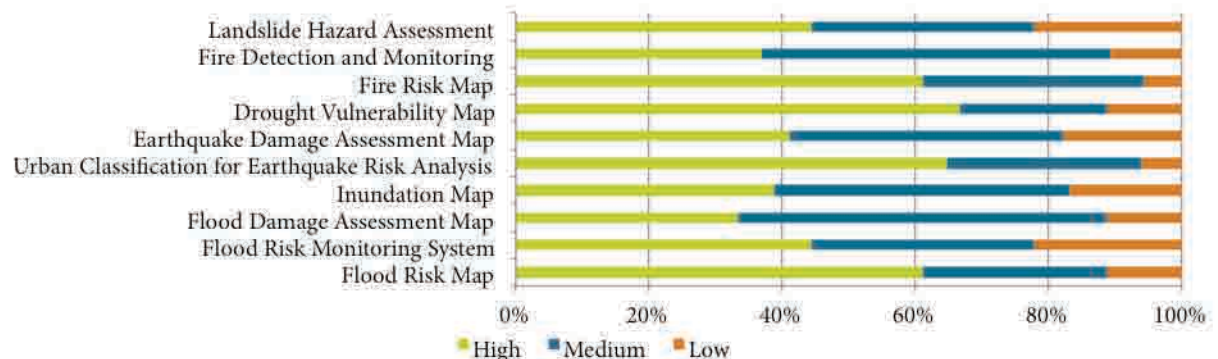 Landslide Hazard Assessment
Fire Detection and Monitoring
Fire Risk Map
Drought Vulnerability Map
Earthquake Damage Assessment Map
Urban Classification for Earthquake Risk Analysis
Inundation Map
Flood Damage Assessment Map
Flood Risk Monitoring System
Flood Risk Map
0% 20% 40% 60% 80% 100%
High Medium Low